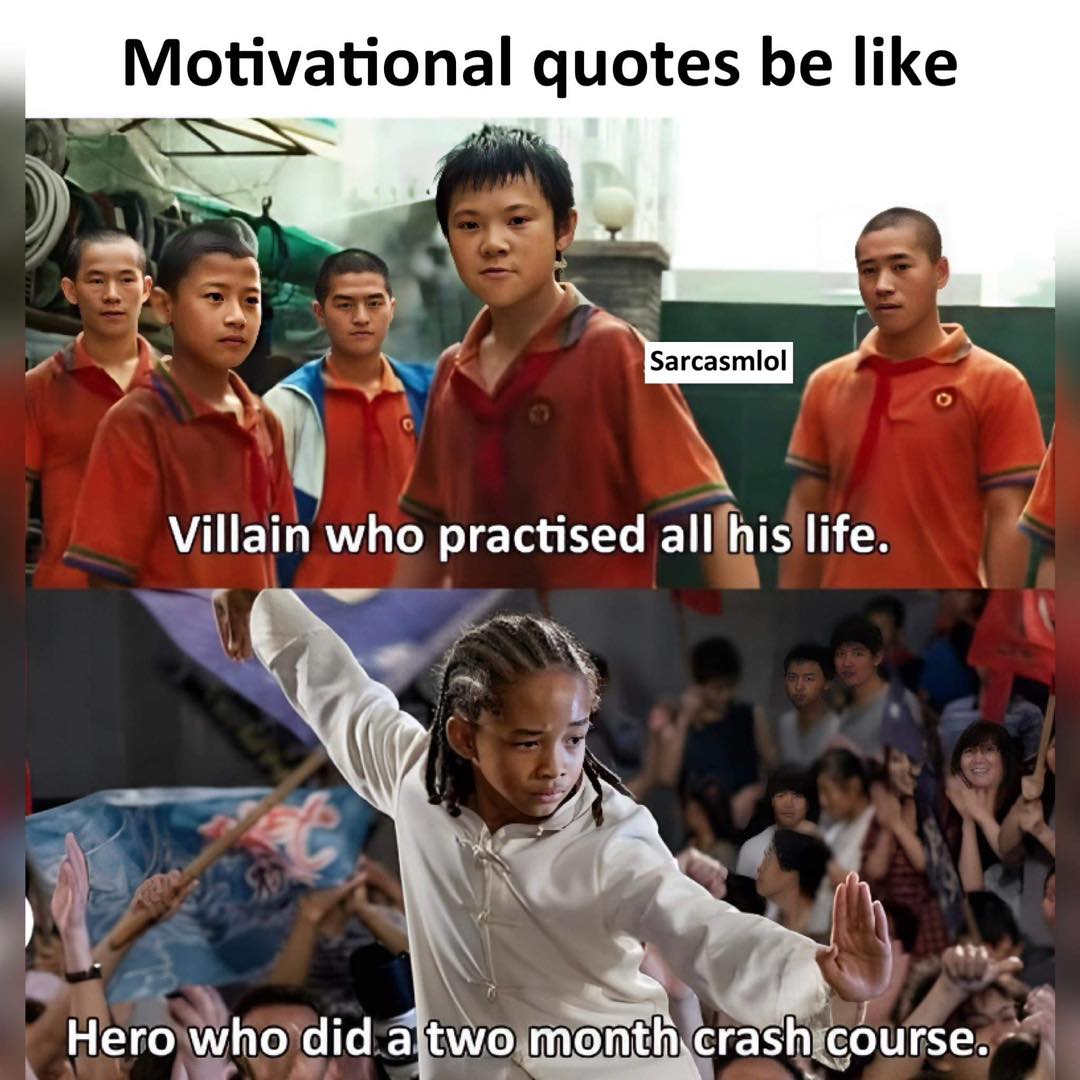 Motivational quotes be like
Sarcasmlol
Villain who practised all his life.
Hero who did a two month crash course.